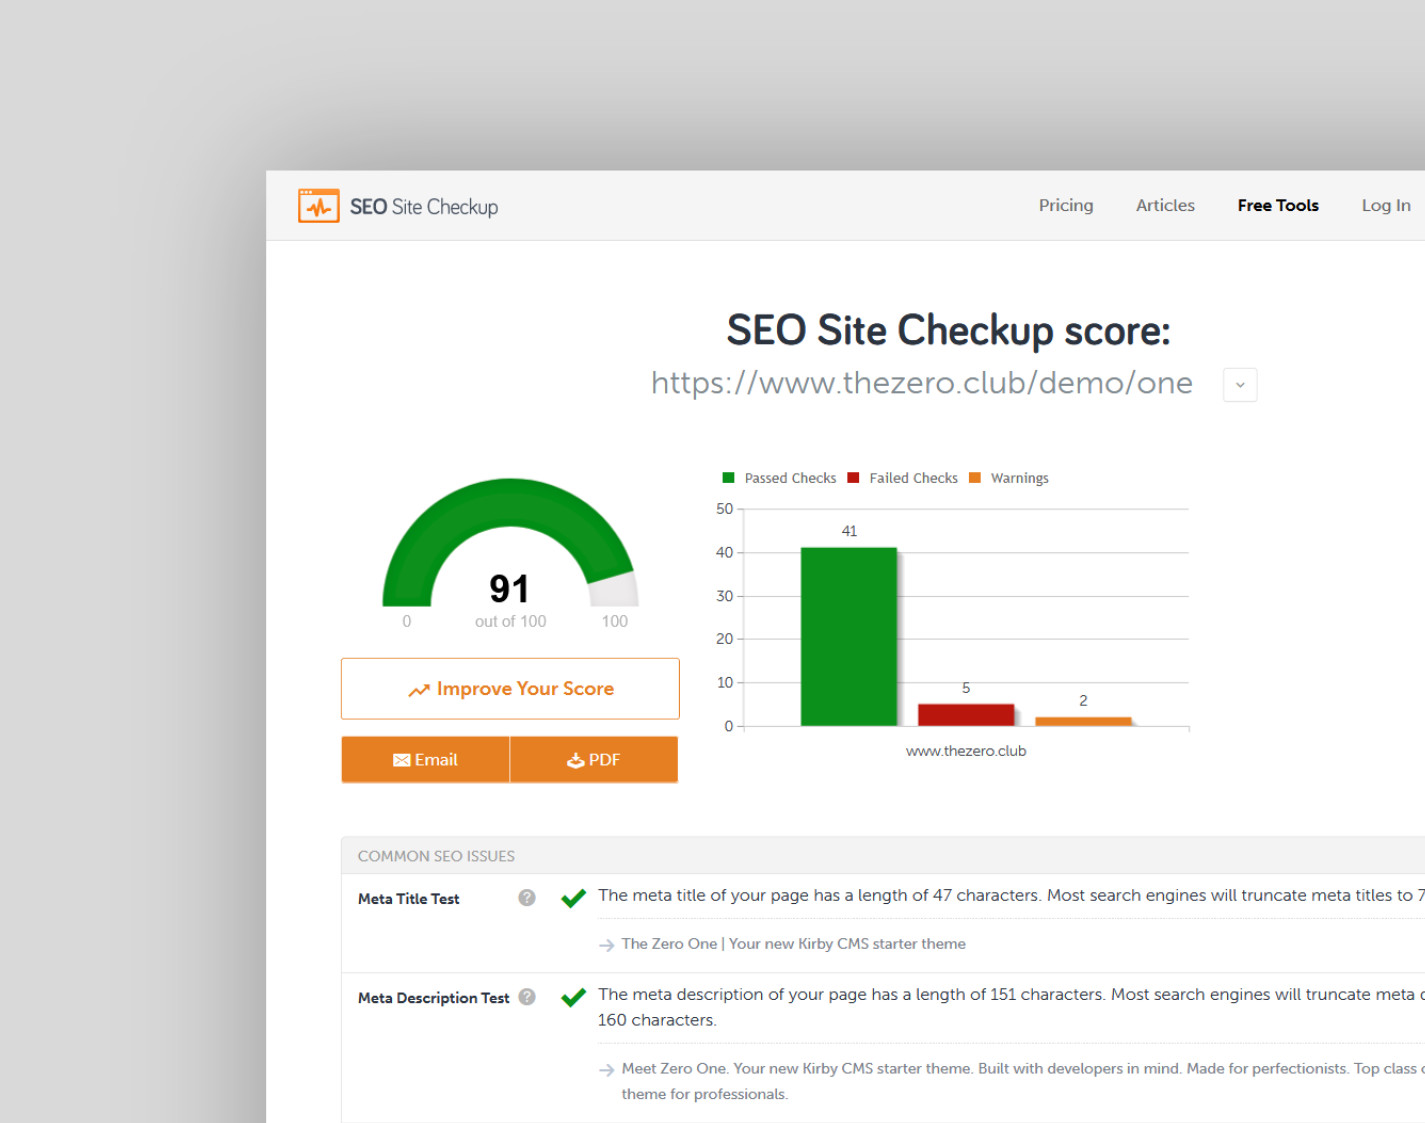 SEO Site Checkup
Pricing Articles Free Tools Log In
SEO Site Checkup score:
https://www.thezero.club/demo/one
91
out of 100
0
100
Improve Your Score
Email
PDF
Passed Checks Failed Checks Warnings
50
40
30
20
10
0
41
5
2
www.thezero.club
COMMON SEO ISSUES
Meta Title Test ?
The meta title of your page has a length of 47 characters. Most search engines will truncate meta titles to
The Zero One | Your new Kirby CMS starter theme
Meta Description Test ?
The meta description of your page has a length of 151 characters. Most search engines will truncate meta
160 characters.
Meet Zero One. Your new Kirby CMS starter theme. Built with developers in mind. Made for perfectionists. Top class
theme for professionals.